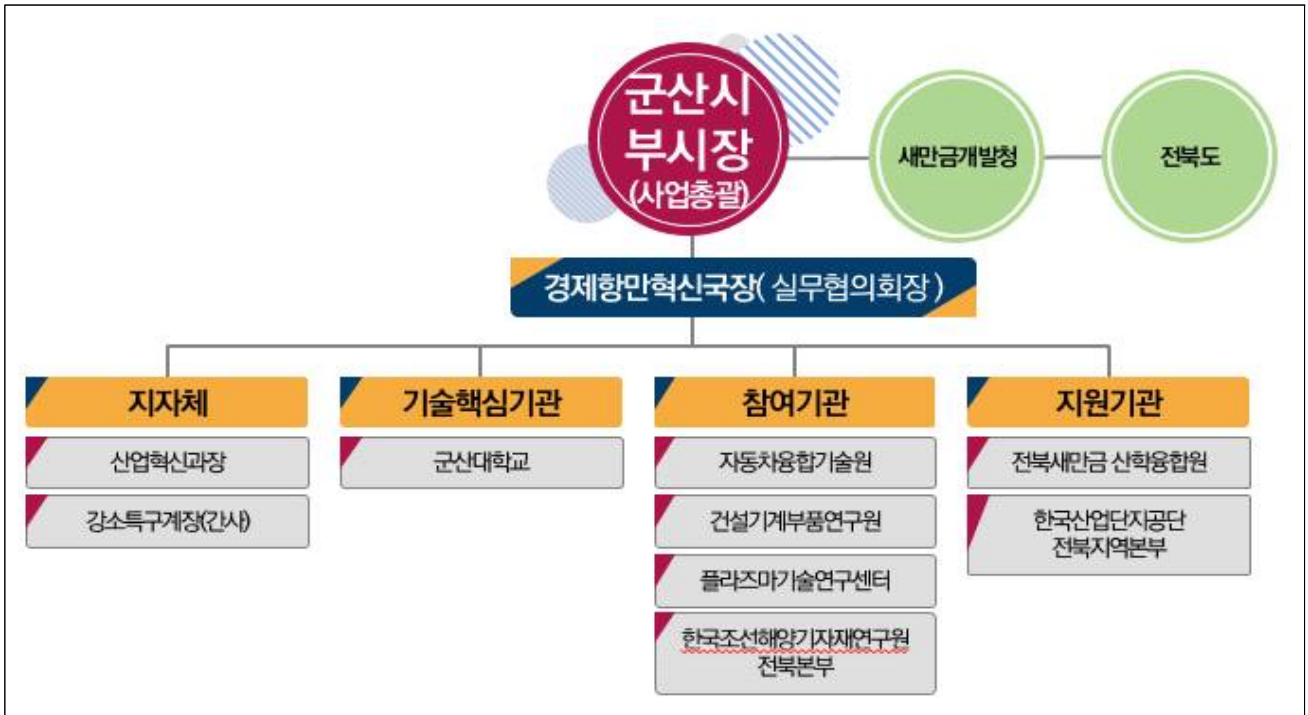 군산시
부시장
(사업총괄)
새만금개발청
전북도
경제항만혁신국장( 실무협의회장 )
지자체
산업혁신과장
강소특구계장(간사)
기술핵심기관
군산대학교
참여기관
자동차융합기술원
건설기계부품연구원
플라즈마기술연구센터
한국조선해양기자재연구원
전북본부
지원기관
전북새만금 산학융합원
한국산업단지공단
전북지역본부